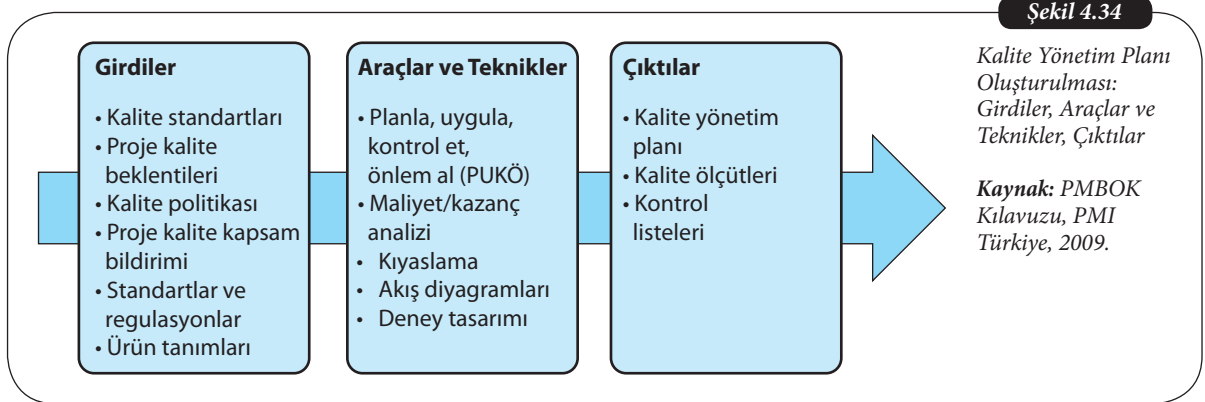 Şekil 4.34
Girdiler
• Kalite standartları
• Proje kalite
beklentileri
• Kalite politikası
• Proje kalite kapsam
bildirimi
• Standartlar ve
regulasyonlar
• Ürün tanımları
Araçlar ve Teknikler
• Planla, uygula,
kontrol et,
önlem al (PUKÖ)
• Maliyet/kazanç
analizi
• Kıyaslama
• Akış diyagramları
• Deney tasarımı
Çıktılar
• Kalite yönetim
planı
• Kalite ölçütleri
• Kontrol
listeleri
Kalite Yönetim Planı
Oluşturulması:
Girdiler, Araçlar ve
Teknikler, Çıktılar
Kaynak: PMBOK
Kılavuzu, PMI
Türkiye, 2009.